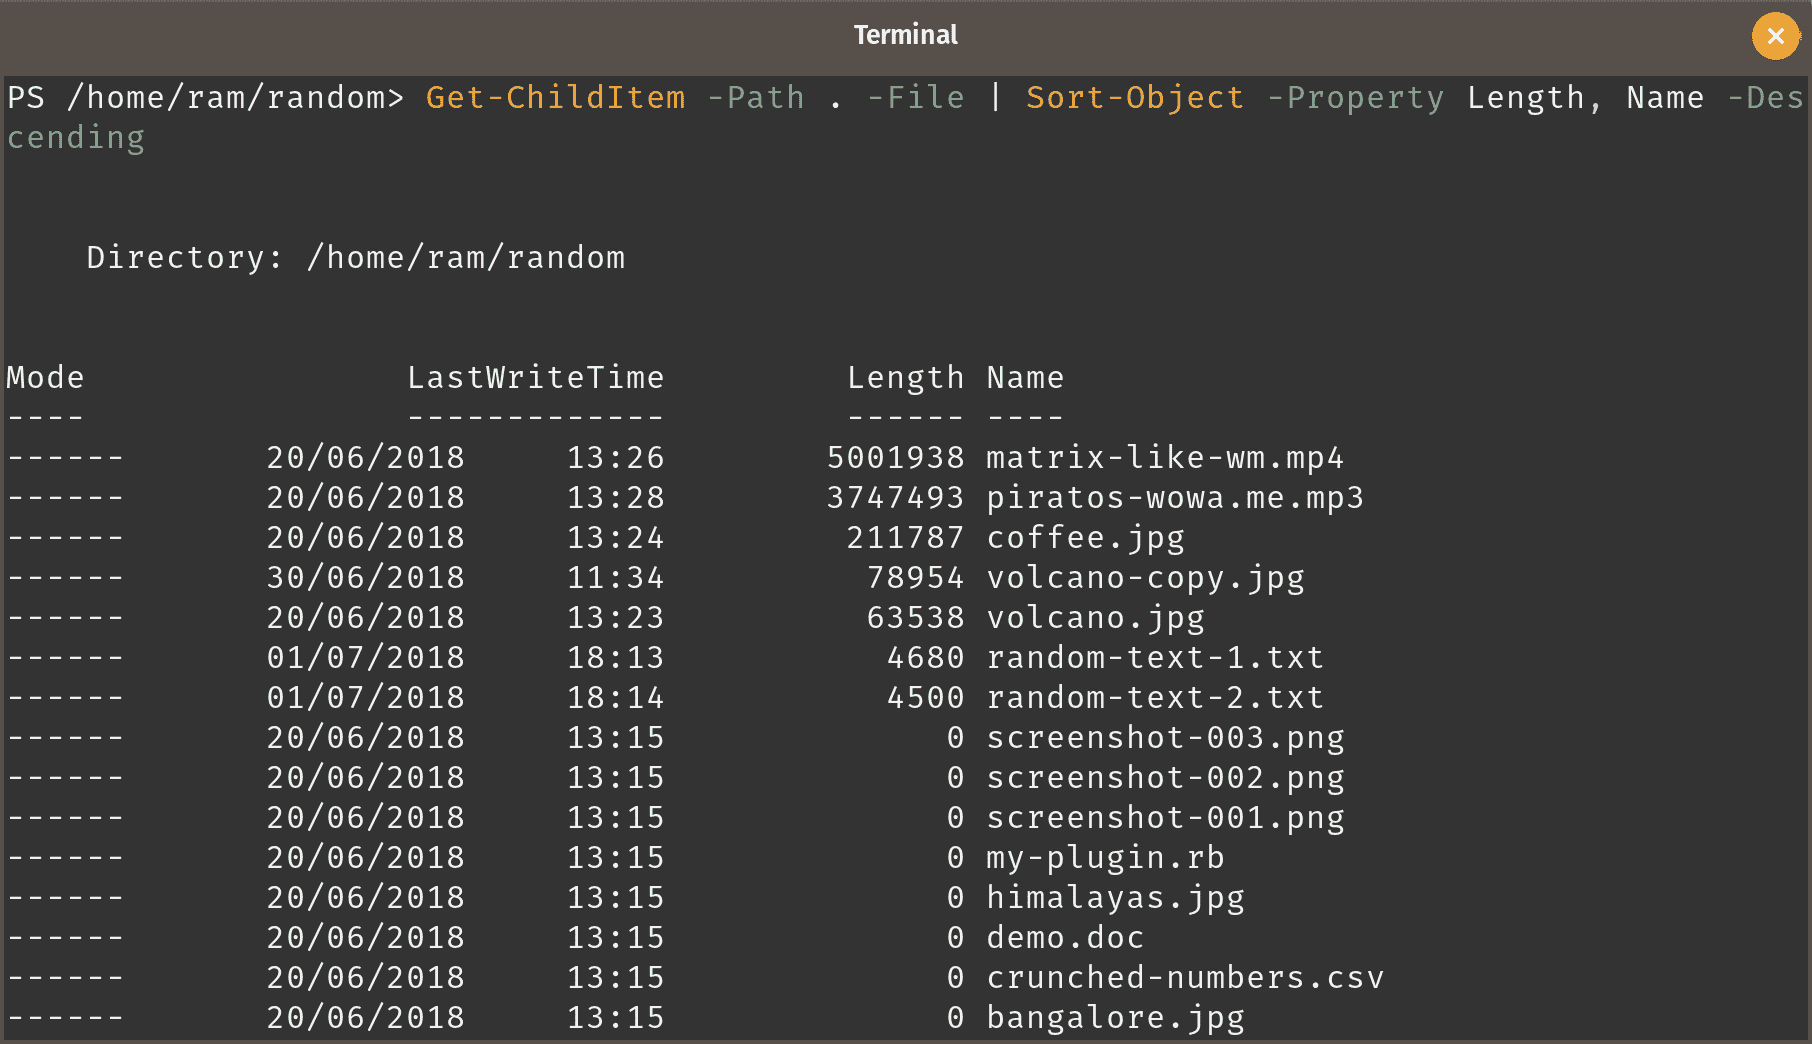 Terminal
PS /home/ram/random> Get-ChildItem -Path . -File | Sort-Object -Property Length, Name -Des
cending
    Directory: /home/ram/random
Mode                LastWriteTime         Length Name
----                -------------         ------ ----
------       20/06/2018     13:26        5001938 matrix-like-wm.mp4
------       20/06/2018     13:28        3747493 piratos-wowa.me.mp3
------       20/06/2018     13:24         211787 coffee.jpg
------       30/06/2018     11:34          78954 volcano-copy.jpg
------       20/06/2018     13:23          63538 volcano.jpg
------       01/07/2018     18:13           4680 random-text-1.txt
------       01/07/2018     18:14           4500 random-text-2.txt
------       20/06/2018     13:15              0 screenshot-003.png
------       20/06/2018     13:15              0 screenshot-002.png
------       20/06/2018     13:15              0 screenshot-001.png
------       20/06/2018     13:15              0 my-plugin.rb
------       20/06/2018     13:15              0 himalayas.jpg
------       20/06/2018     13:15              0 demo.doc
------       20/06/2018     13:15              0 crunched-numbers.csv
------       20/06/2018     13:15              0 bangalore.jpg